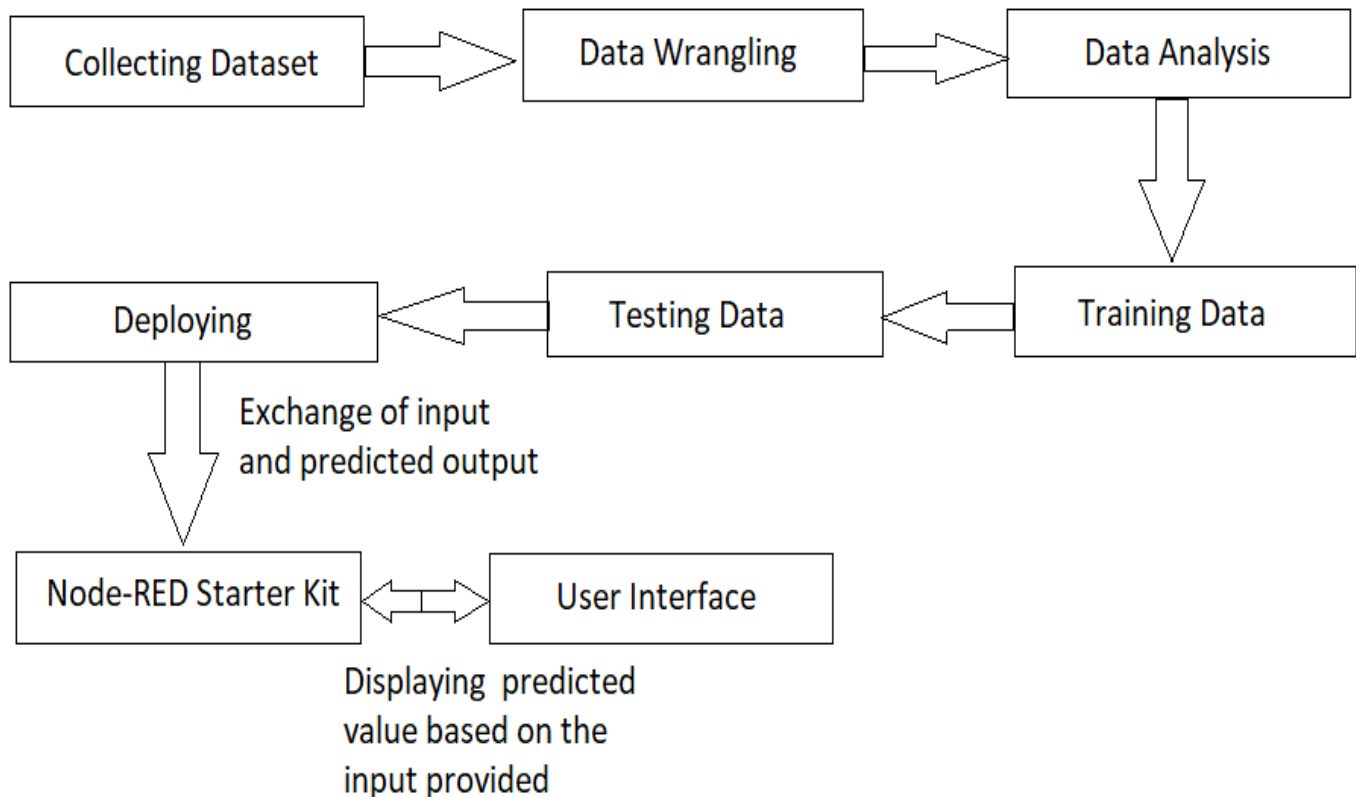 Collecting Dataset
Data Wrangling
Data Analysis
Deploying
Testing Data
Training Data
Exchange of input
and predicted output
Node-RED Starter Kit
User Interface
Displaying predicted
value based on the
input provided